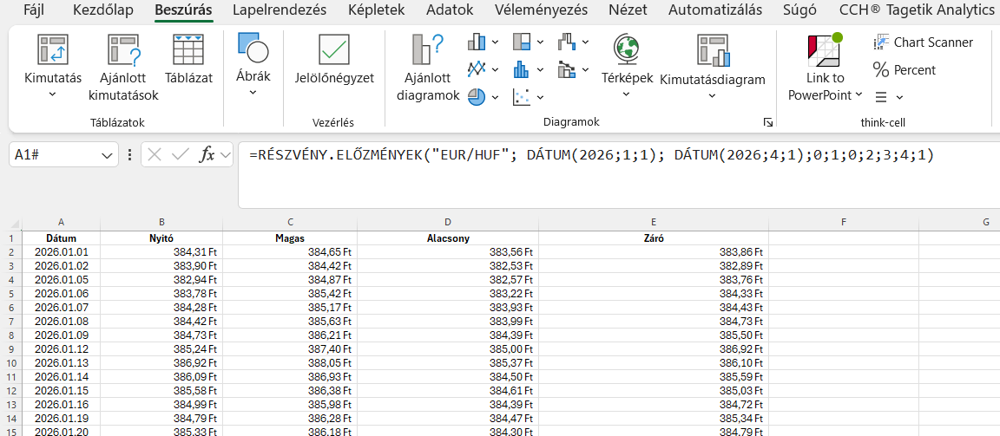 Fájl Kezdőlap Beszúrás Lapelrendezés Képletek Adatok Véleményezés Nézet Automatizálás Súgó CCH® Tagetik Analytics
Kimutatás
Ajánlott
kimutatások
Táblázat
Táblázatok
Ábrák
Jelölőnégyzet
Vezérlés
Ajánlott
diagramok
Térképek
Kimutatásdiagram
Diagramok
Link to
PowerPoint
Chart Scanner
Percent
think-cell
A1#
fx
=RÉSZVÉNY.ELŐZMÉNYEK("EUR/HUF"; DÁTUM(2026;1;1); DÁTUM(2026;4;1);0;1;0;2;3;4;1)
A B C D E F G
1 Dátum Nyitó Magas Alacsony Záró
2 2026.01.01 384,31 Ft 384,65 Ft 383,56 Ft 383,86 Ft
3 2026.01.02 383,90 Ft 384,42 Ft 382,53 Ft 382,89 Ft
4 2026.01.05 382,94 Ft 384,87 Ft 382,57 Ft 383,76 Ft
5 2026.01.06 383,78 Ft 385,42 Ft 383,22 Ft 384,33 Ft
6 2026.01.07 384,28 Ft 385,17 Ft 383,93 Ft 384,43 Ft
7 2026.01.08 384,42 Ft 385,63 Ft 383,99 Ft 384,73 Ft
8 2026.01.09 384,73 Ft 386,21 Ft 384,39 Ft 385,50 Ft
9 2026.01.12 385,24 Ft 387,40 Ft 385,00 Ft 386,92 Ft
10 2026.01.13 386,92 Ft 388,05 Ft 385,37 Ft 386,10 Ft
11 2026.01.14 386,09 Ft 386,93 Ft 384,50 Ft 385,59 Ft
12 2026.01.15 385,58 Ft 386,38 Ft 384,61 Ft 385,03 Ft
13 2026.01.16 384,99 Ft 385,98 Ft 384,39 Ft 384,72 Ft
14 2026.01.19 384,79 Ft 386,28 Ft 384,47 Ft 385,34 Ft
15 2026.01.20 385,33 Ft 386,18 Ft 384,30 Ft 384,79 Ft